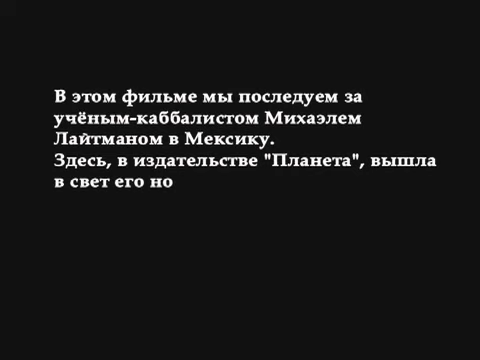 В этом фильме мы последуем за
учёным-каббалистом Михаэлем
Лайтманом в Мексику.
Здесь, в издательстве "Планета", вышла
в свет его но